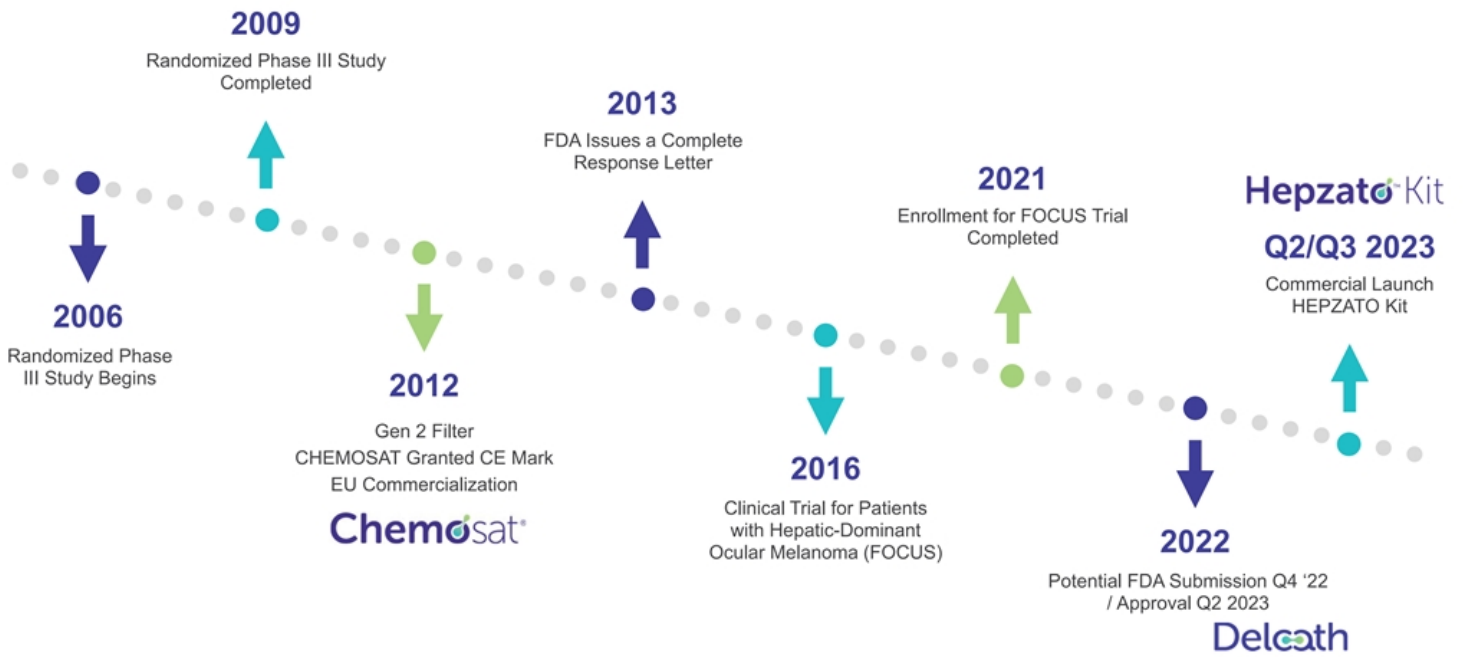 2009
Randomized Phase III Study
Completed
2013
FDA Issues a Complete
Response Letter
2021
Enrollment for FOCUS Trial
Completed
Hepzato™ Kit
Q2/Q3 2023
Commercial Launch
HEPZATO Kit
2006
Randomized Phase
III Study Begins
2012
Gen 2 Filter
CHEMOSAT Granted CE Mark
EU Commercialization
Chemosat®
2016
Clinical Trial for Patients
with Hepatic-Dominant
Ocular Melanoma (FOCUS)
2022
Potential FDA Submission Q4 ‘22
/ Approval Q2 2023
Delcath